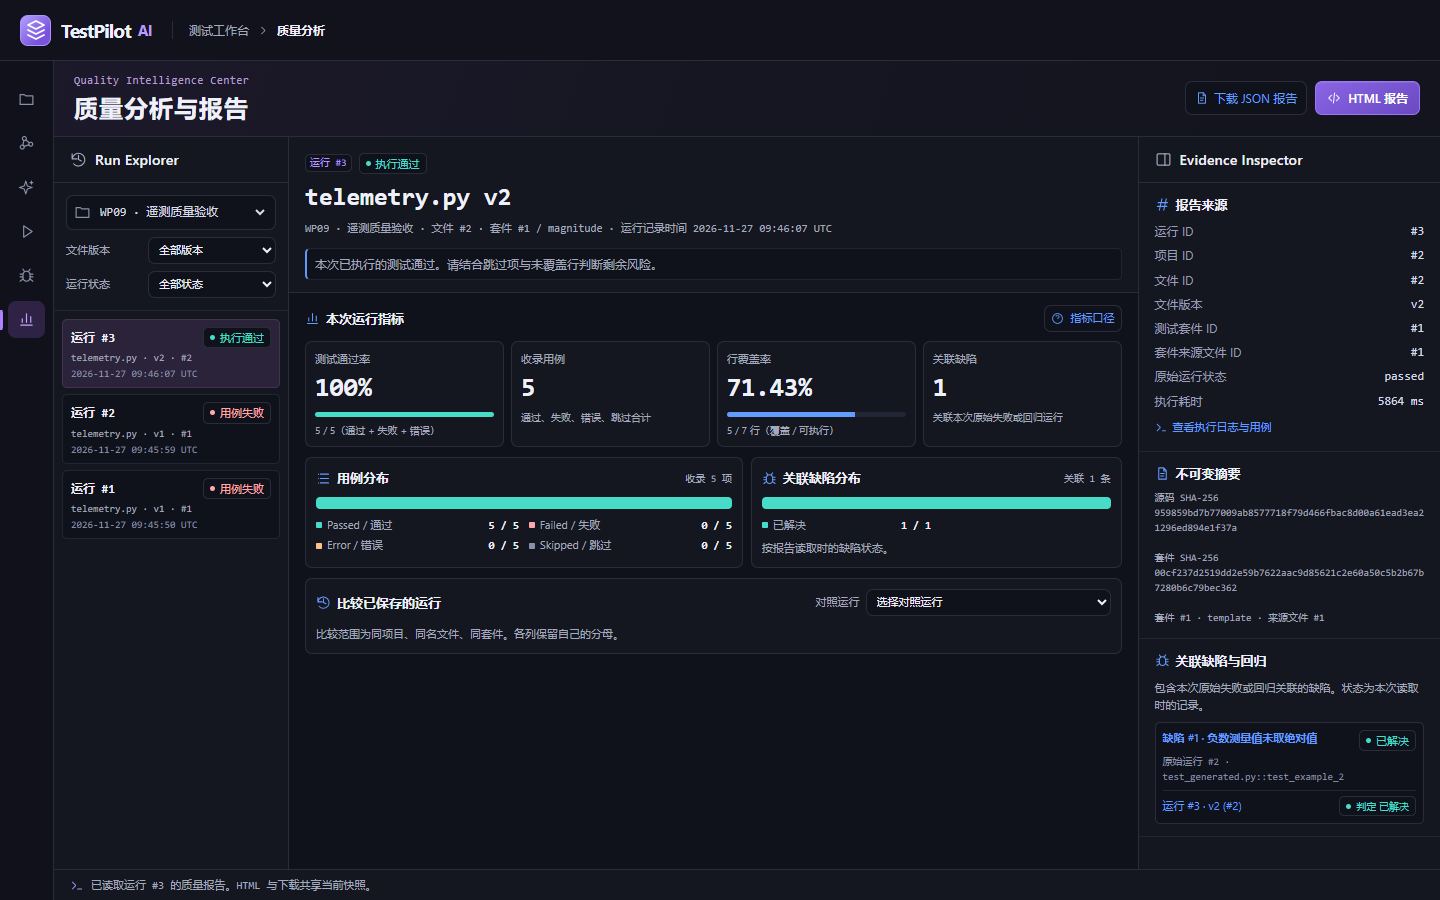 TestPilot AI
测试工作台 > 质量分析
Quality Intelligence Center
质量分析与报告
下载 JSON 报告
HTML 报告
Run Explorer
WP09 · 遥测质量验收
文件版本
全部版本
运行状态
全部状态
运行 #3
执行通过
telemetry.py · v2 · #2
2026-11-27 09:46:07 UTC
运行 #2
用例失败
telemetry.py · v1 · #1
2026-11-27 09:45:59 UTC
运行 #1
用例失败
telemetry.py · v1 · #1
2026-11-27 09:45:50 UTC
运行 #3
执行通过
telemetry.py v2
WP09 · 遥测质量验收 · 文件 #2 · 套件 #1 / magnitude · 运行记录时间 2026-11-27 09:46:07 UTC
本次已执行的测试通过。请结合跳过项与未覆盖行判断剩余风险。
本次运行指标
指标口径
测试通过率
100%
5 / 5（通过 + 失败 + 错误）
收录用例
5
通过、失败、错误、跳过合计
行覆盖率
71.43%
5 / 7 行（覆盖 / 可执行）
关联缺陷
1
关联本次原始失败或回归运行
用例分布
收录 5 项
Passed / 通过 5 / 5
Failed / 失败 0 / 5
Error / 错误 0 / 5
Skipped / 跳过 0 / 5
关联缺陷分布
关联 1 条
已解决 1 / 1
按报告读取时的缺陷状态。
比较已保存的运行
对照运行
选择对照运行
比较范围为同项目、同名文件、同套件。各列保留自己的分母。
Evidence Inspector
报告来源
运行 ID #3
项目 ID #2
文件 ID #2
文件版本 v2
测试套件 ID #1
套件来源文件 ID #1
原始运行状态 passed
执行耗时 5864 ms
查看执行日志与用例
不可变摘要
源码 SHA-256
959859bd7b77009ab8577718f79d466fbac8d00a61ead3ea2
1296ed894e1f37a
套件 SHA-256
00cf237d2519dd2e59b7622aac9d85621c2e60a50c5b2b67b
7280b6c79bec362
套件 #1 · template · 来源文件 #1
关联缺陷与回归
包含本次原始失败或回归关联的缺陷。状态为本次读取
时的记录。
缺陷 #1 · 负数测量值未取绝对值
已解决
原始运行 #2 ·
test_generated.py::test_example_2
运行 #3 · v2 (#2)
判定 已解决
已读取运行 #3 的质量报告。HTML 与下载共享当前快照。